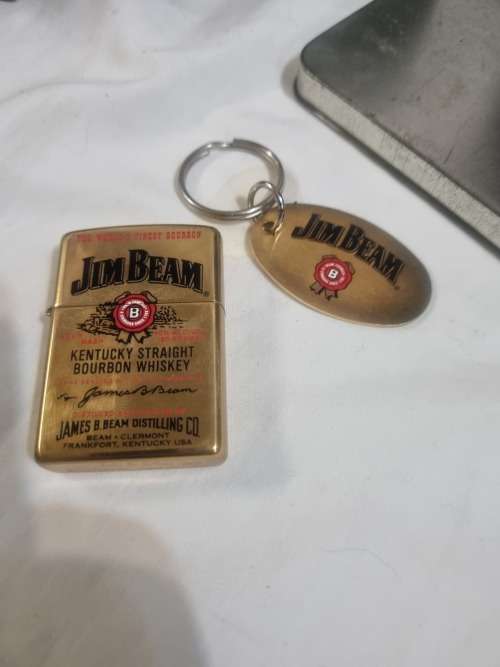 THE WORLD'S FINEST BOURBON
JIM BEAM
B
KENTUCKY STRAIGHT
BOURBON WHISKEY
James B. Beam
JAMES B. BEAM DISTILLING CO.
BEAM • CLERMONT
FRANKFORT, KENTUCKY USA
JIM BEAM
B